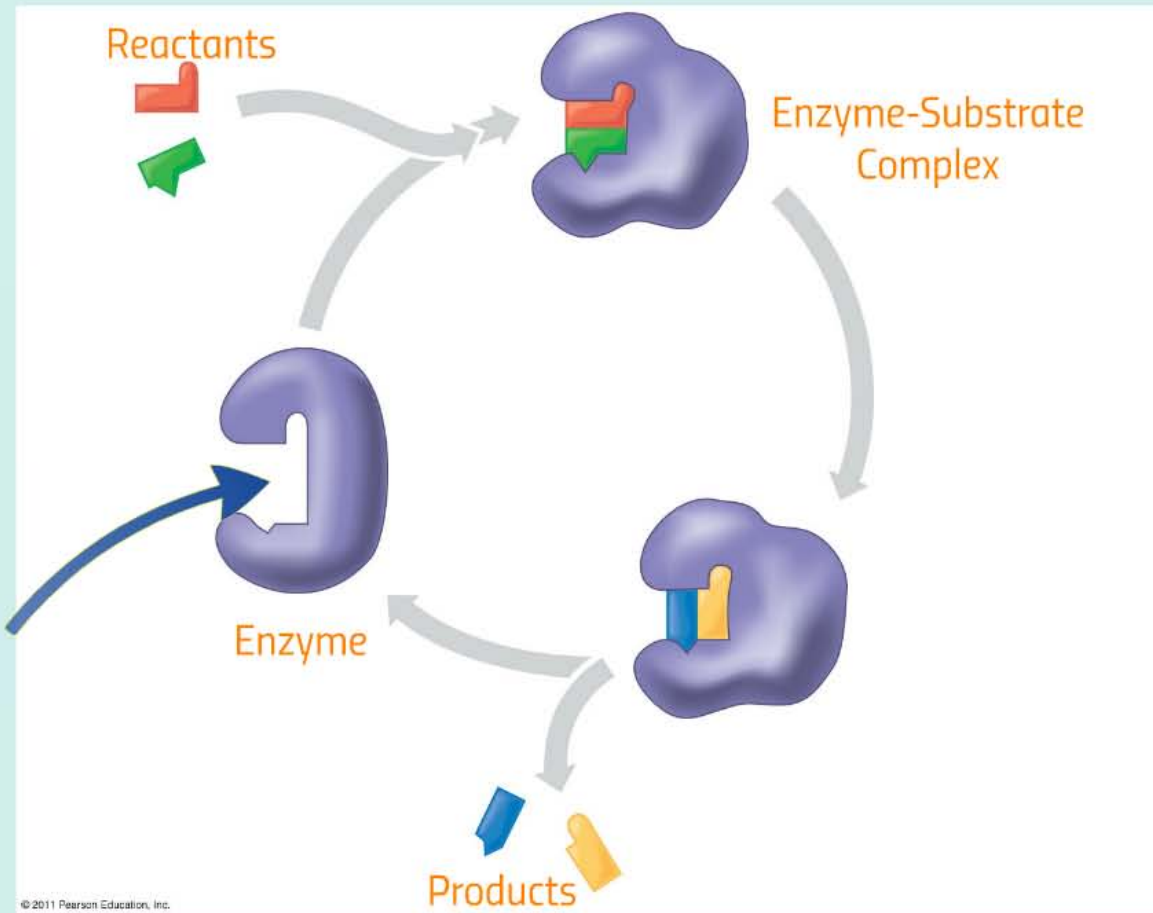 Reactants
Enzyme-Substrate
Complex
Enzyme
Products
© 2011 Pearson Education, Inc.